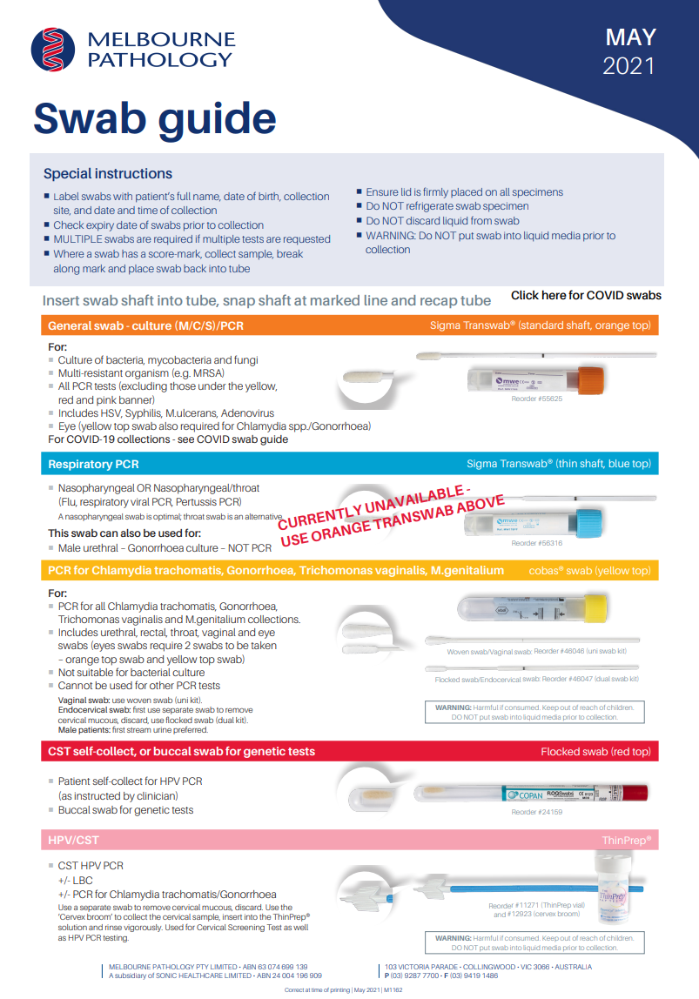 MELBOURNE
PATHOLOGY
MAY
2021
Swab guide
Special instructions
■ Label swabs with patient's full name, date of birth, collection
site, and date and time of collection
■ Check expiry date of swabs prior to collection
■ MULTIPLE swabs are required if multiple tests are requested
■ Where a swab has a score-mark, collect sample, break
along mark and place swab back into tube
■ Ensure lid is firmly placed on all specimens
■ Do NOT refrigerate swab specimen
■ Do NOT discard liquid from swab
■ WARNING: Do NOT put swab into liquid media prior to
collection
Insert swab shaft into tube, snap shaft at marked line and recap tube
Click here for COVID swabs
General swab - culture (M/C/S)/PCR
Sigma Transwab® (standard shaft, orange top)
For:
■ Culture of bacteria, mycobacteria and fungi
■ Multi-resistant organism (e.g. MRSA)
■ All PCR tests (excluding those under the yellow,
red and pink banner)
■ Includes HSV, Syphilis, M.ulcerans, Adenovirus
■ Eye (yellow top swab also required for Chlamydia spp./Gonorrhoea)
For COVID-19 collections - see COVID swab guide
mwe
Reorder #55625
Respiratory PCR
Sigma Transwab® (thin shaft, blue top)
■ Nasopharyngeal OR Nasopharyngeal/throat
(Flu, respiratory viral PCR, Pertussis PCR)
A nasopharyngeal swab is optimal; throat swab is an alternative
This swab can also be used for:
■ Male urethral – Gonorrhoea culture – NOT PCR
CURRENTLY UNAVAILABLE -
USE ORANGE TRANSWAB ABOVE
mwe
Reorder #56316
PCR for Chlamydia trachomatis, Gonorrhoea, Trichomonas vaginalis, M.genitalium
cobas® swab (yellow top)
For:
■ PCR for all Chlamydia trachomatis, Gonorrhoea,
Trichomonas vaginalis and M.genitalium collections.
■ Includes urethral, rectal, throat, vaginal and eye
swabs (eyes swabs require 2 swabs to be taken
– orange top swab and yellow top swab)
■ Not suitable for bacterial culture
■ Cannot be used for other PCR tests
Vaginal swab: use woven swab (uni kit).
Endocervical swab: first use separate swab to remove
cervical mucous, discard, use flocked swab (dual kit).
Male patients: first stream urine preferred.
Woven swab/Vaginal swab: Reorder #46046 (uni swab kit)
Flocked swab/Endocervical swab: Reorder #46047 (dual swab kit)
WARNING: Harmful if consumed. Keep out of reach of children.
DO NOT put swab into liquid media prior to collection.
CST self-collect, or buccal swab for genetic tests
Flocked swab (red top)
■ Patient self-collect for HPV PCR
(as instructed by clinician)
■ Buccal swab for genetic tests
COPAN FLOQSwabs
Reorder #24159
HPV/CST
ThinPrep®
■ CST HPV PCR
+/- LBC
+/- PCR for Chlamydia trachomatis/Gonorrhoea
Use a separate swab to remove cervical mucous, discard. Use the
'Cervex broom' to collect the cervical sample, insert into the ThinPrep®
solution and rinse vigorously. Used for Cervical Screening Test as well
as HPV PCR testing.
ThinPrep
Reorder #11271 (ThinPrep vial)
and #12923 (cervex broom)
WARNING: Harmful if consumed. Keep out of reach of children.
DO NOT put swab into liquid media prior to collection.
MELBOURNE PATHOLOGY PTY LIMITED • ABN 63 074 699 139
A subsidiary of SONIC HEALTHCARE LIMITED • ABN 24 004 196 909
103 VICTORIA PARADE • COLLINGWOOD • VIC 3066 • AUSTRALIA
P (03) 9287 7700 • F (03) 9419 1486
Correct at time of printing | May 2021 | M1162